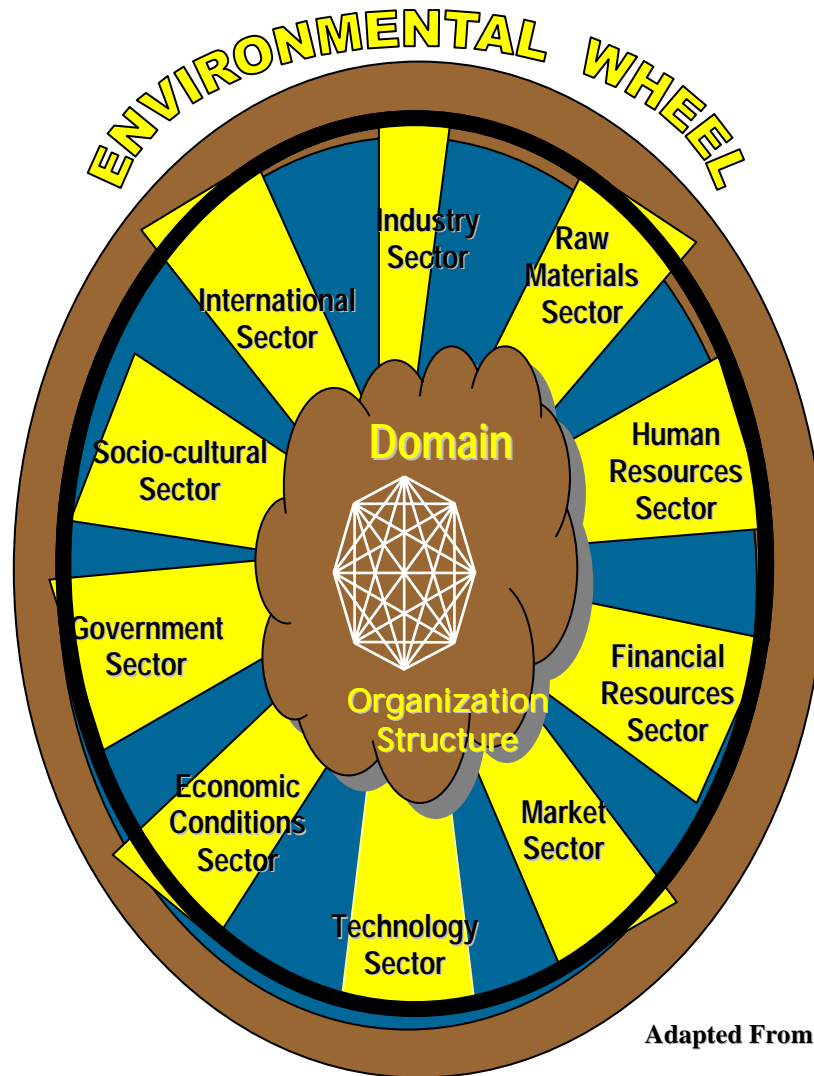 ENVIRONMENTAL WHEEL
Industry
Sector
Raw
Materials
Sector
International
Sector
Human
Resources
Sector
Socio-cultural
Sector
Domain
Government
Sector
Financial
Resources
Sector
Organization
Structure
Economic
Conditions
Sector
Market
Sector
Technology
Sector
Adapted From